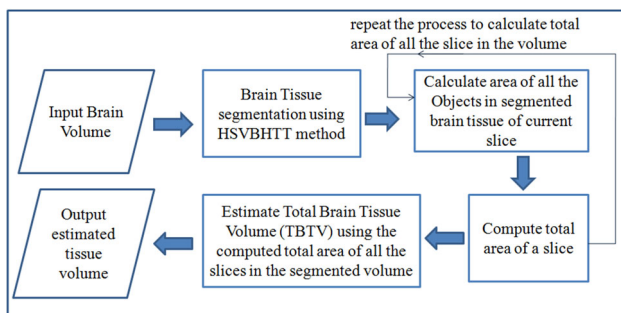 repeat the process to calculate total
area of all the slice in the volume
Input Brain
Volume
Brain Tissue
segmentation using
HSVBHTT method
Calculate area of all the
Objects in segmented
brain tissue of current
slice
Compute total
area of a slice
Estimate Total Brain Tissue
Volume (TBTV) using the
computed total area of all the
slices in the segmented volume
Output
estimated
tissue
volume